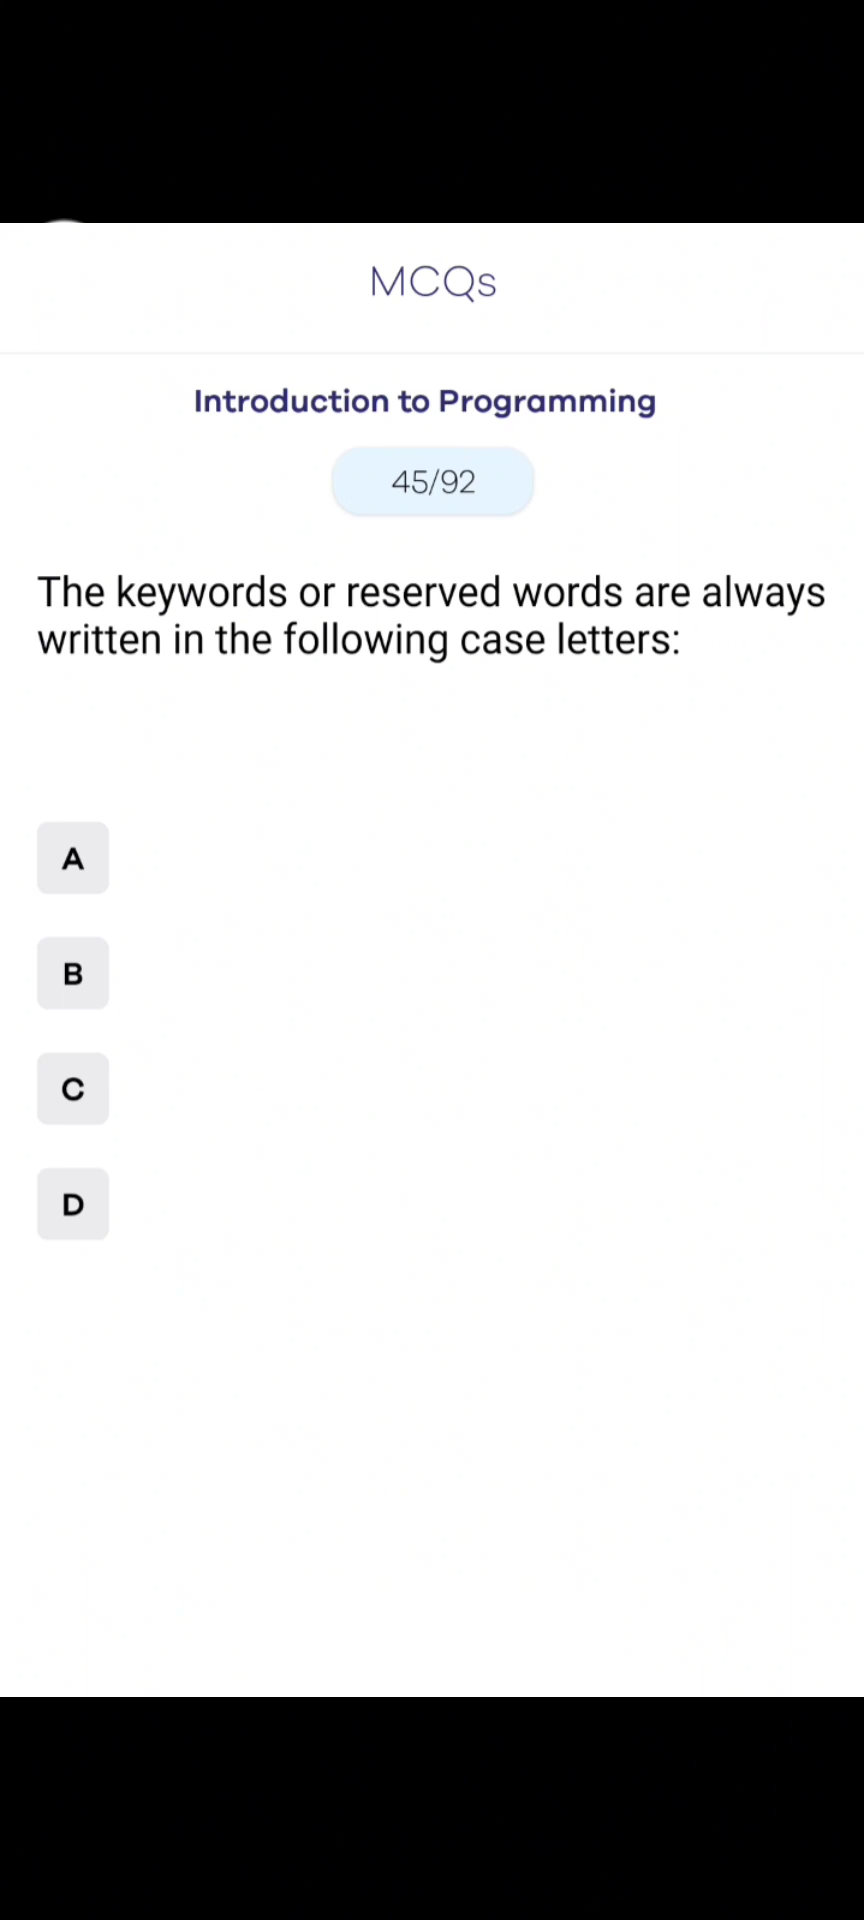 MCQs
Introduction to Programming
45/92
The keywords or reserved words are always
written in the following case letters:
A
B
C
D